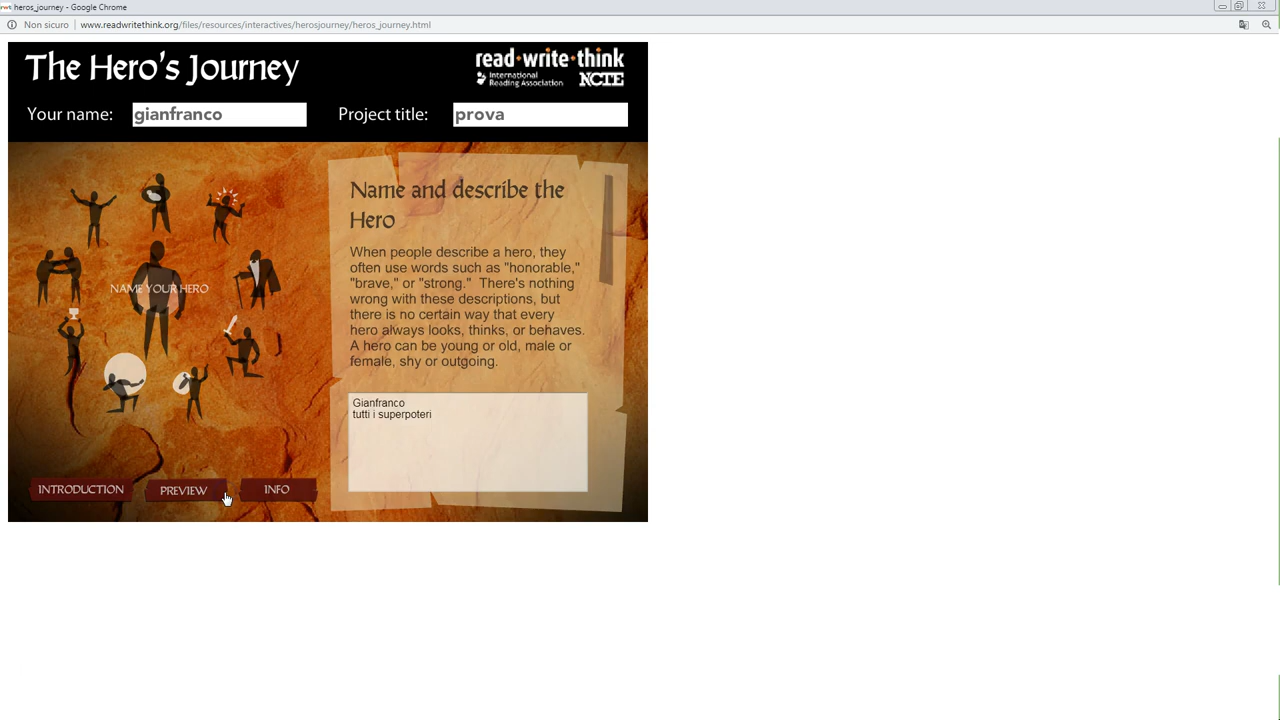 heros_journey - Google Chrome
Non sicuro www.readwritethink.org/files/resources/interactives/herosjourney/heros_journey.html
The Hero's Journey
read•write•think
International
Reading Association
NCTE
Your name: gianfranco Project title: prova
NAME YOUR HERO
Name and describe the
Hero
When people describe a hero, they
often use words such as "honorable,"
"brave," or "strong." There's nothing
wrong with these descriptions, but
there is no certain way that every
hero always looks, thinks, or behaves.
A hero can be young or old, male or
female, shy or outgoing.
Gianfranco
tutti i superpoteri
INTRODUCTION PREVIEW INFO